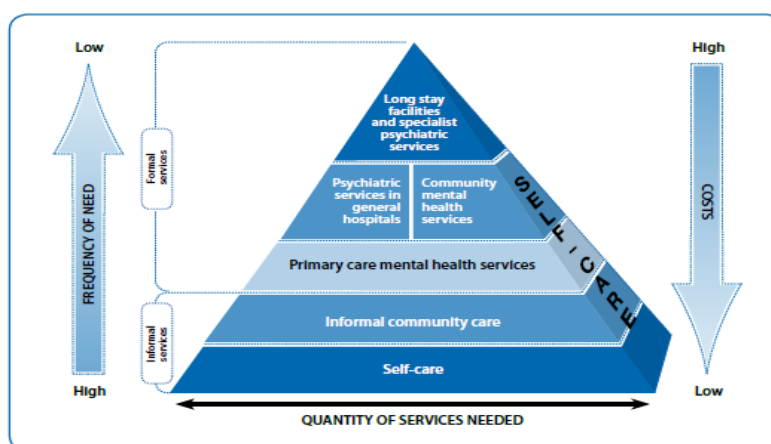 Low
High
Long stay
facilities
and specialist
psychiatric
services
Formal
services
Psychiatric
services in
general
hospitals
Community
mental
health
services
SELF-CARE
FREQUENCY OF NEED
COSTS
Primary care mental health services
Informal
services
Informal community care
Self-care
High
Low
QUANTITY OF SERVICES NEEDED